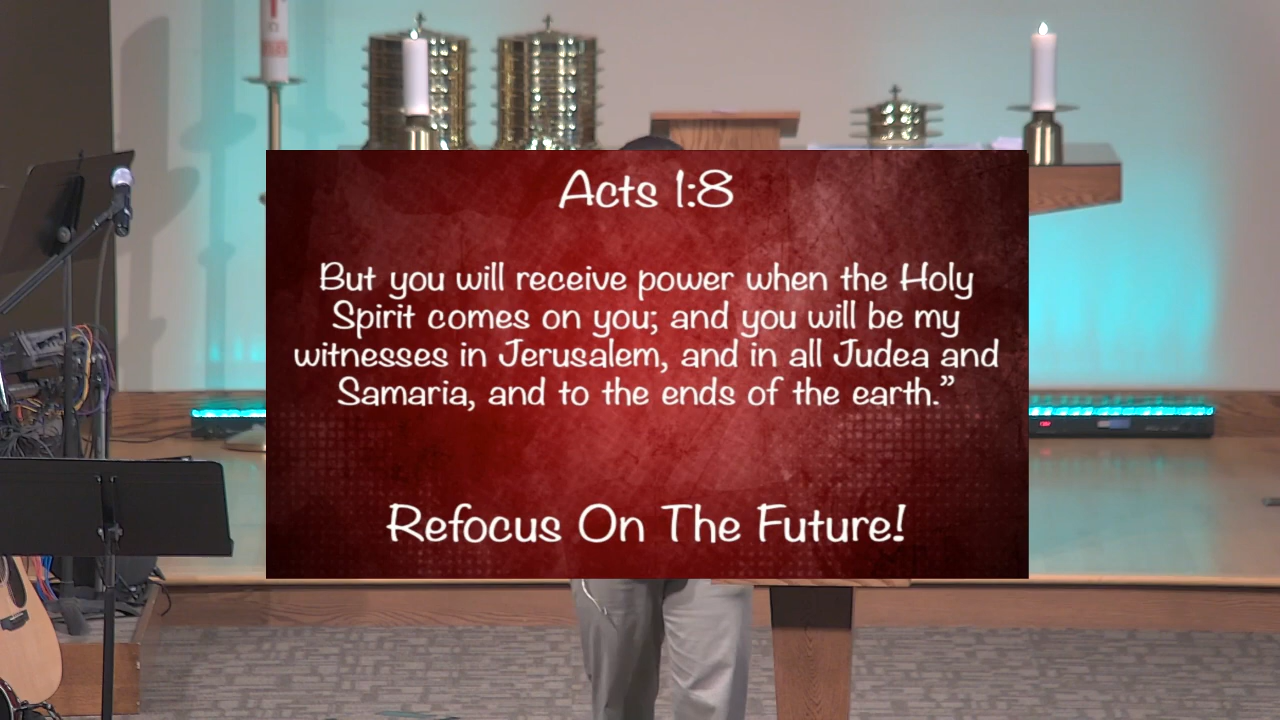 Acts 1:8
But you will receive power when the Holy
Spirit comes on you; and you will be my
witnesses in Jerusalem, and in all Judea and
Samaria, and to the ends of the earth.”
Refocus On The Future!